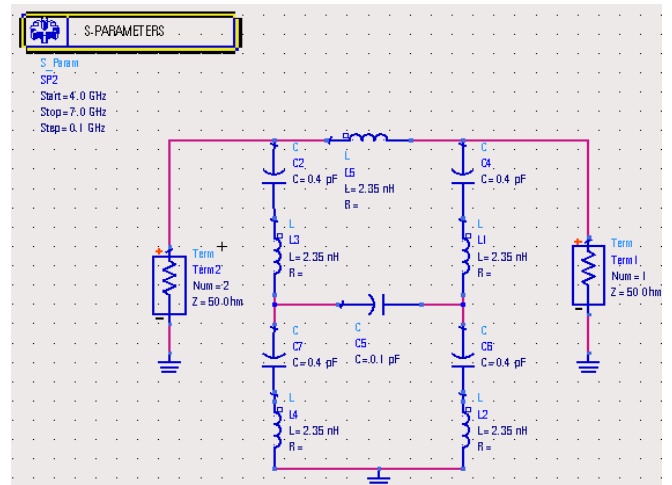 S-PARAMETERS
S_Param
SP2
Start=4.0 GHz
Stop=7.0 GHz
Step=0.1 GHz
C
C2
C=0.4 pF
L
L5
L=2.35 nH
R=
C
C4
C=0.4 pF
L
L3
L=2.35 nH
R=
L
L1
L=2.35 nH
R=
+
Term
Term2
Num=2
Z=50 Ohm
-
+
Term
Term1
Num=1
Z=50 Ohm
-
C
C7
C=0.4 pF
C
C5
C=0.1 pF
C
C6
C=0.4 pF
L
L4
L=2.35 nH
R=
L
L2
L=2.35 nH
R=